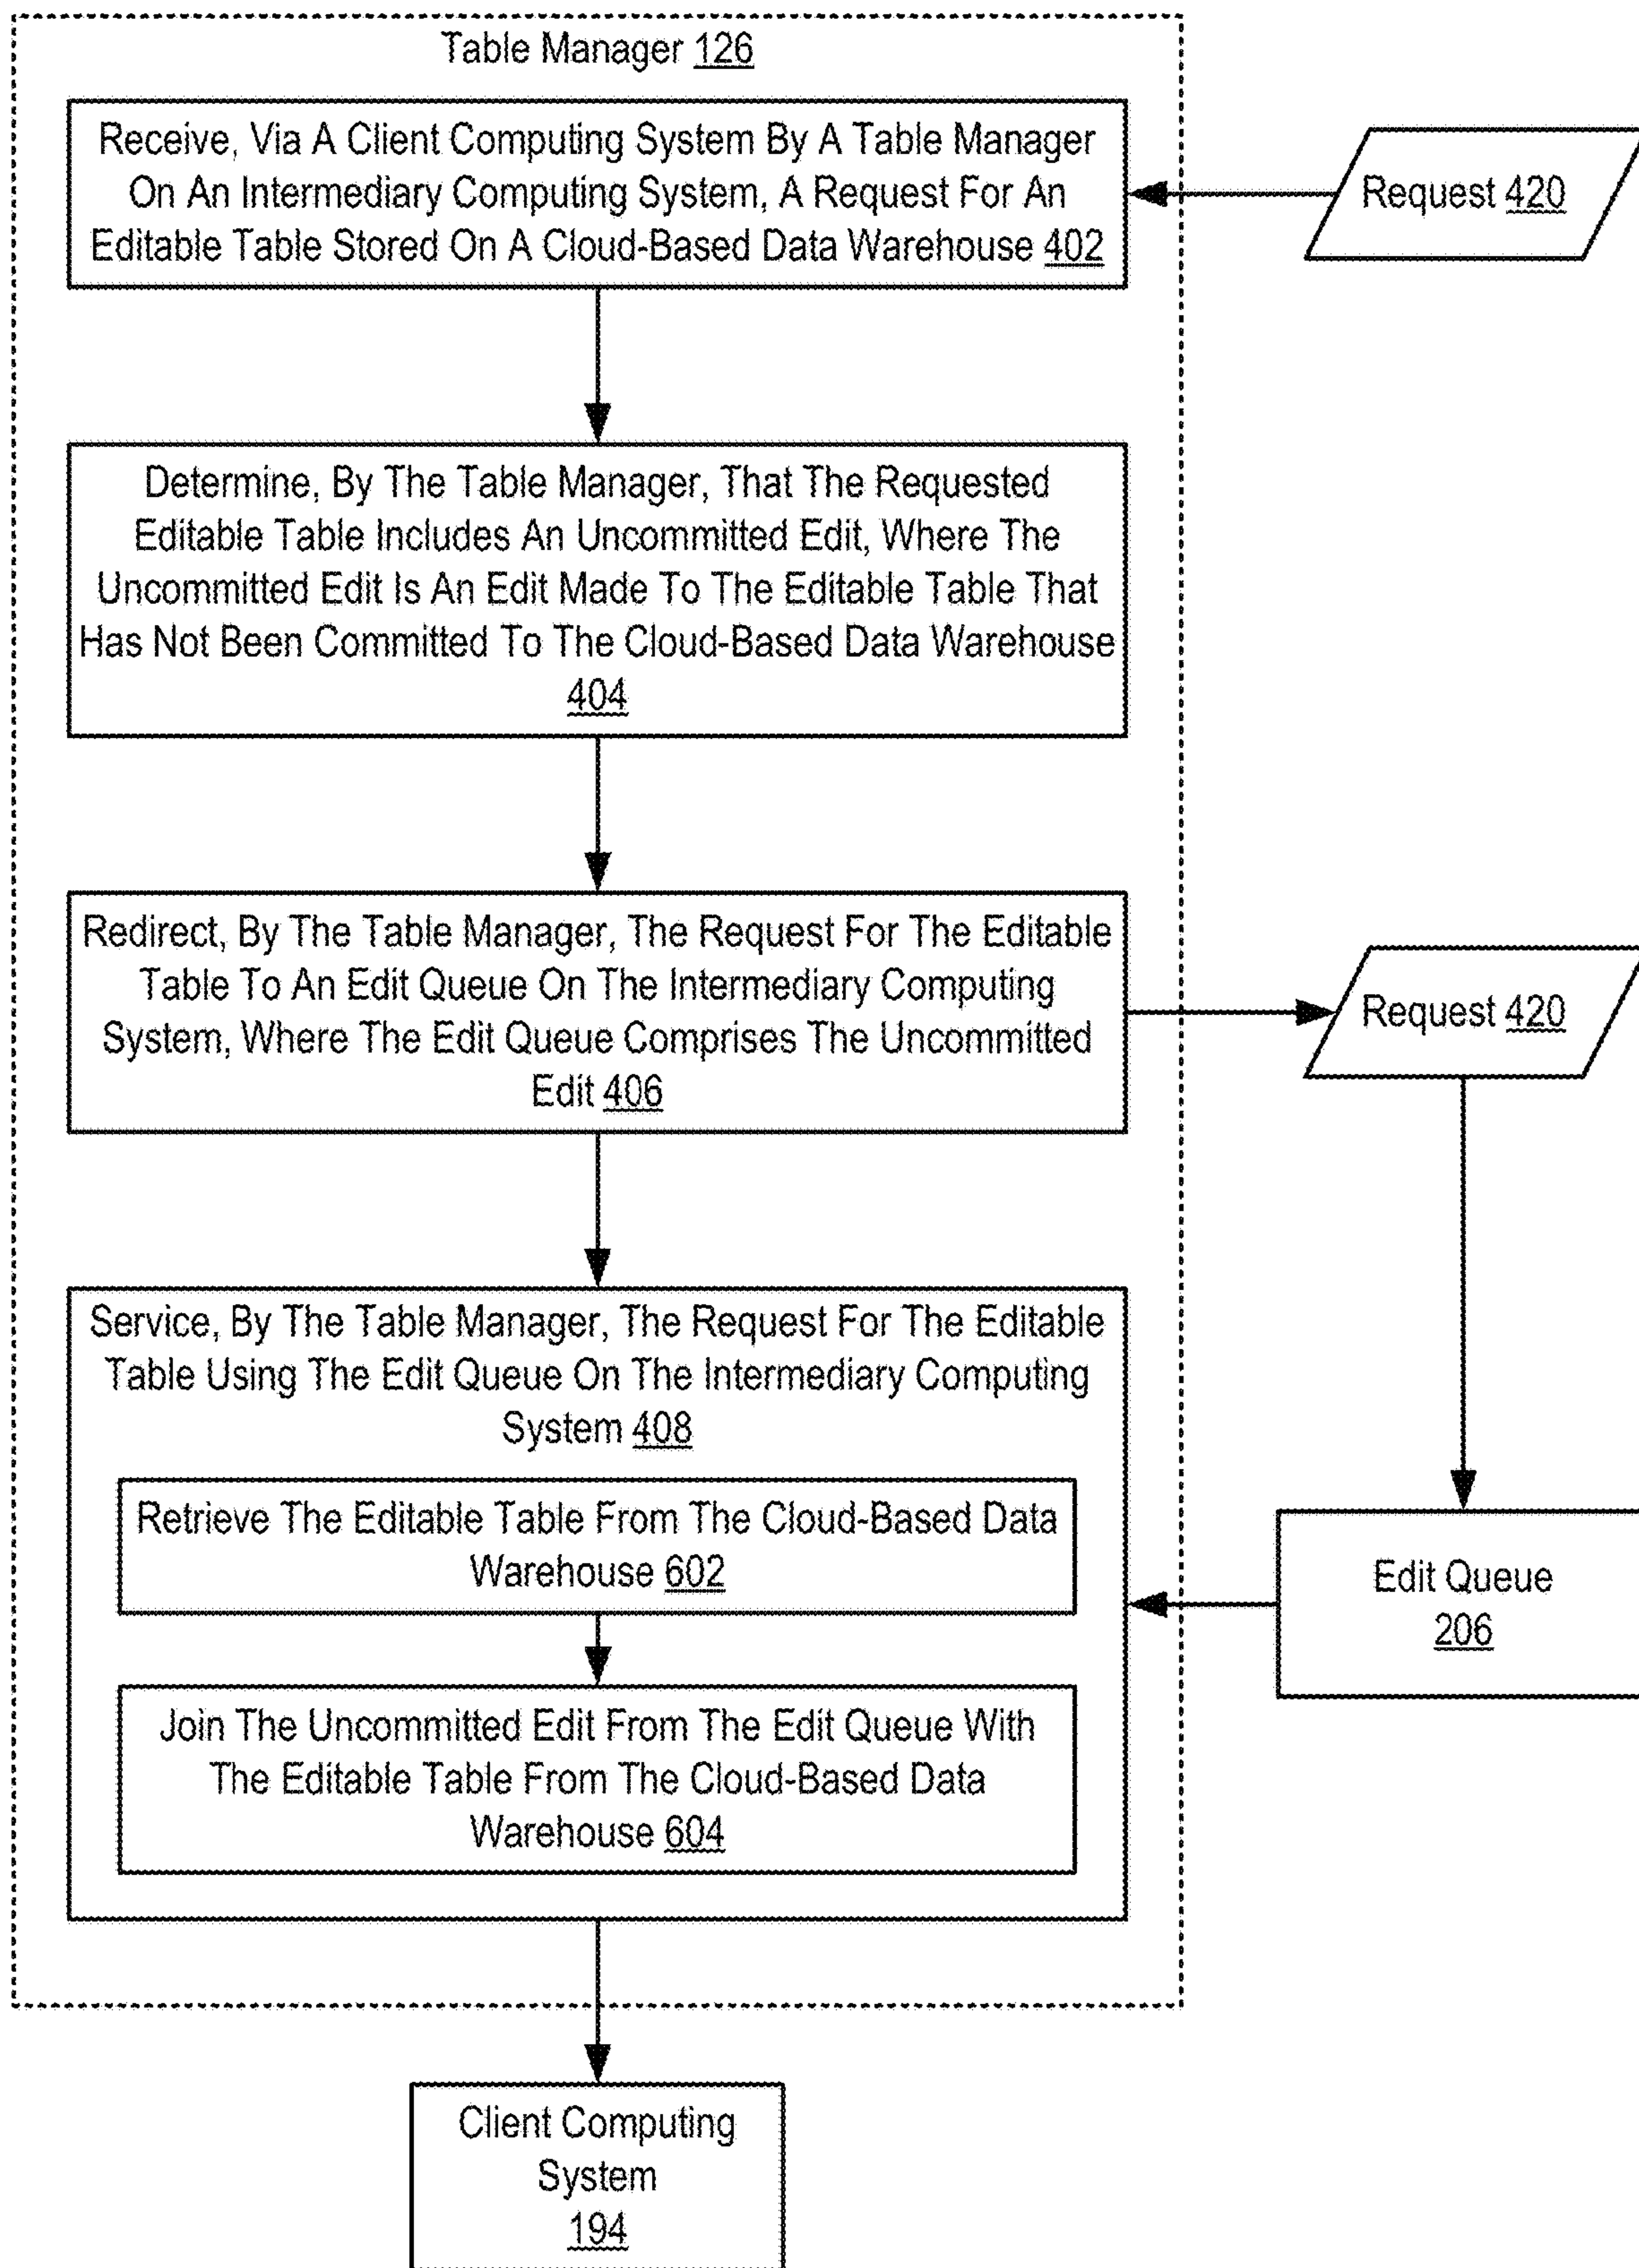 Table Manager 126
Receive, Via A Client Computing System By A Table Manager
On An Intermediary Computing System, A Request For An
Editable Table Stored On A Cloud-Based Data Warehouse 402
Request 420
Determine, By The Table Manager, That The Requested
Editable Table Includes An Uncommitted Edit, Where The
Uncommitted Edit Is An Edit Made To The Editable Table That
Has Not Been Committed To The Cloud-Based Data Warehouse
404
Redirect, By The Table Manager, The Request For The Editable
Table To An Edit Queue On The Intermediary Computing
System, Where The Edit Queue Comprises The Uncommitted
Edit 406
Request 420
Service, By The Table Manager, The Request For The Editable
Table Using The Edit Queue On The Intermediary Computing
System 408
Retrieve The Editable Table From The Cloud-Based Data
Warehouse 602
Edit Queue
206
Join The Uncommitted Edit From The Edit Queue With
The Editable Table From The Cloud-Based Data
Warehouse 604
Client Computing
System
194